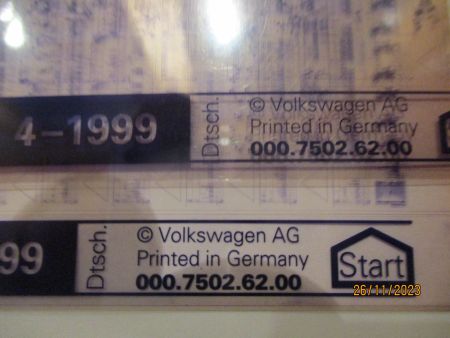 4-1999
Dtsch.
© Volkswagen AG
Printed in Germany
000.7502.62.00
99
Dtsch.
© Volkswagen AG
Printed in Germany
000.7502.62.00
Start
26/11/2023